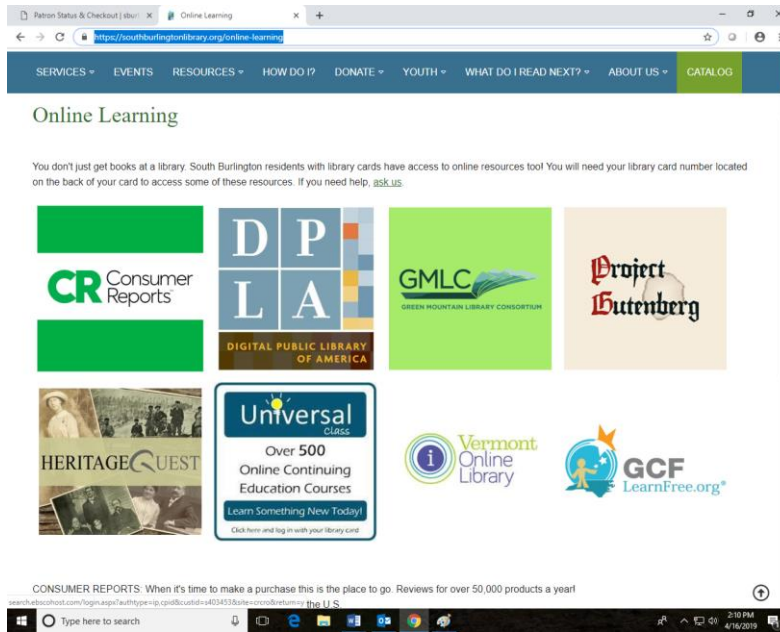 Patron Status & Checkout | sbur
Online Learning
https://southburlingtonlibrary.org/online-learning
SERVICES EVENTS RESOURCES HOW DO I? DONATE YOUTH WHAT DO I READ NEXT? ABOUT US CATALOG
Online Learning
You don't just get books at a library. South Burlington residents with library cards have access to online resources too! You will need your library card number located
on the back of your card to access some of these resources. If you need help, ask us.
CR Consumer
Reports
D P
L A
DIGITAL PUBLIC LIBRARY
OF AMERICA
GMLC
GREEN MOUNTAIN LIBRARY CONSORTIUM
Project
Gutenberg
HERITAGEQUEST
Universal
Class
Over 500
Online Continuing
Education Courses
Learn Something New Today!
Click here and log in with your library card
i
Vermont
Online
Library
GCF
LearnFree.org®
CONSUMER REPORTS: When it's time to make a purchase this is the place to go. Reviews for over 50,000 products a year!
the U.S.
Type here to search
2:10 PM
4/16/2019